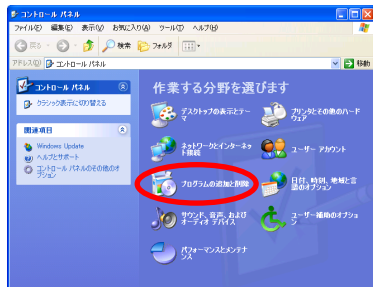 コントロール パネル
ファイル(F) 編集(E) 表示(V) お気に入り(A) ツール(T) ヘルプ(H)
戻る 検索 フォルダ
アドレス(D) コントロール パネル 移動
コントロール パネル
クラシック表示に切り替える
関連項目
Windows Update
ヘルプとサポート
コントロール パネルのその他のオ
プション
作業する分野を選びます
デスクトップの表示とテー
マ
プリンタとその他のハード
ウェア
ネットワークとインターネッ
ト接続
ユーザー アカウント
プログラムの追加と削除
日付、時刻、地域と言
語のオプション
サウンド、音声、および
オーディオ デバイス
ユーザー補助のオプショ
ン
パフォーマンスとメンテナ
ンス